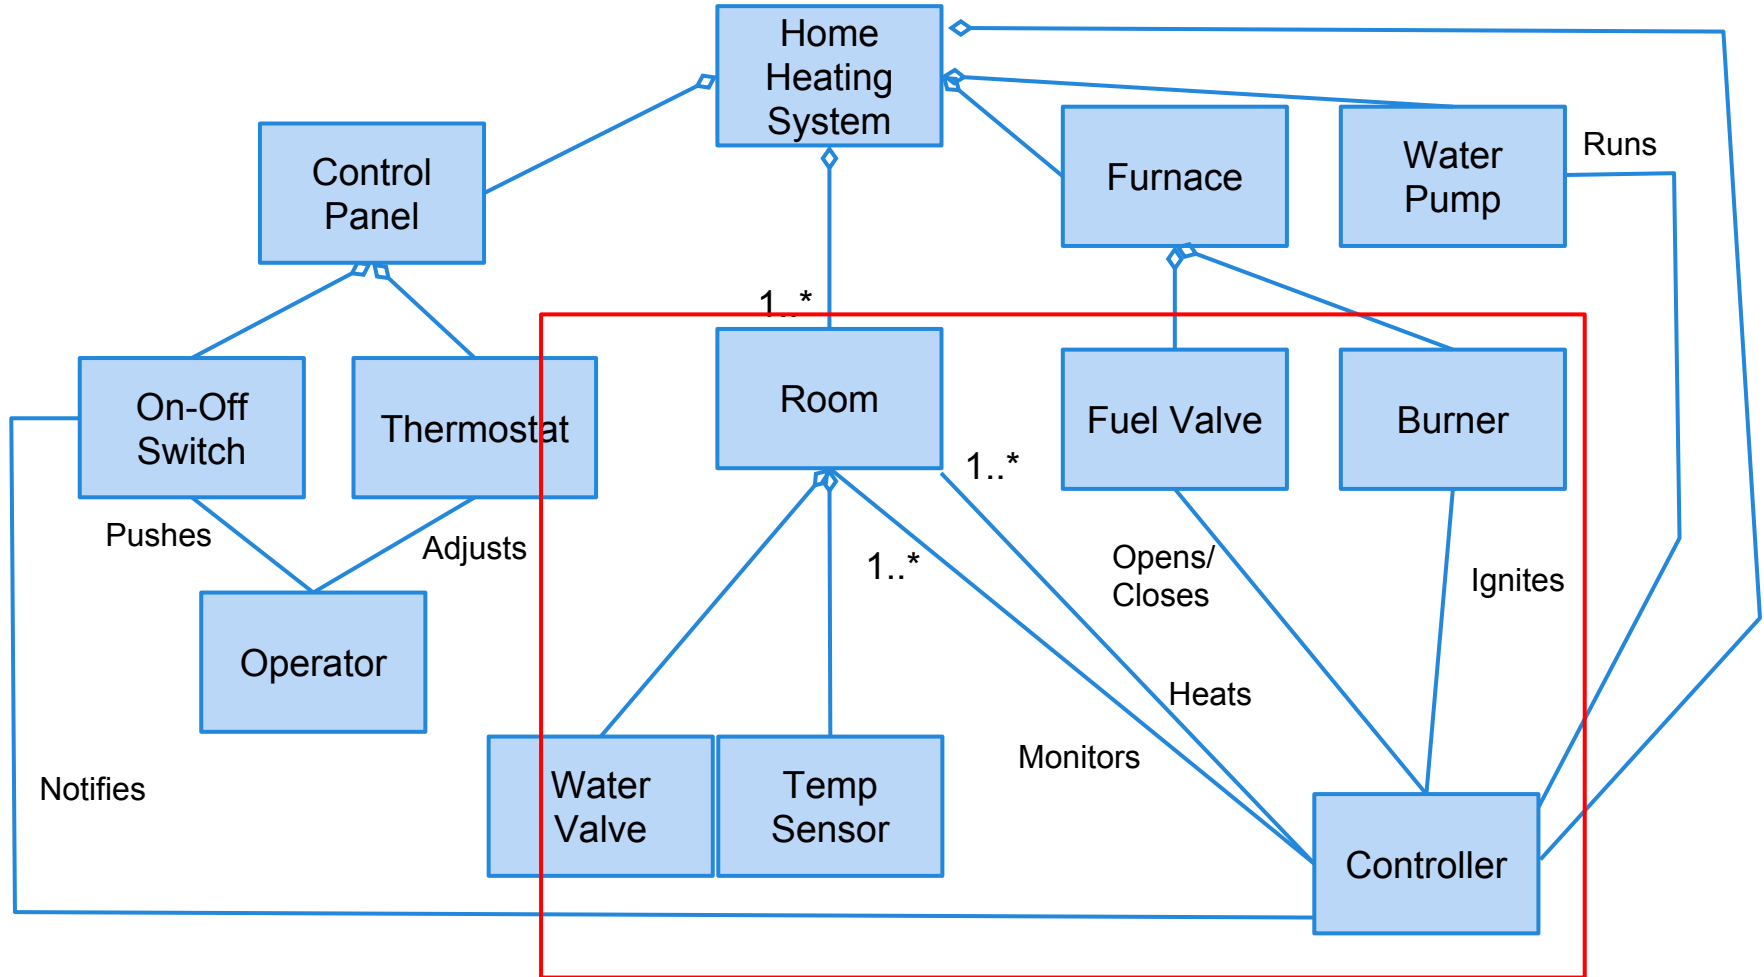 Home
Heating
System
Control
Panel
Furnace
Water
Pump
Runs
1..*
Room
On-Off
Switch
Thermostat
Fuel Valve
Burner
1..*
Pushes
Adjusts
1..*
Opens/
Closes
Ignites
Operator
Heats
Monitors
Notifies
Water
Valve
Temp
Sensor
Controller